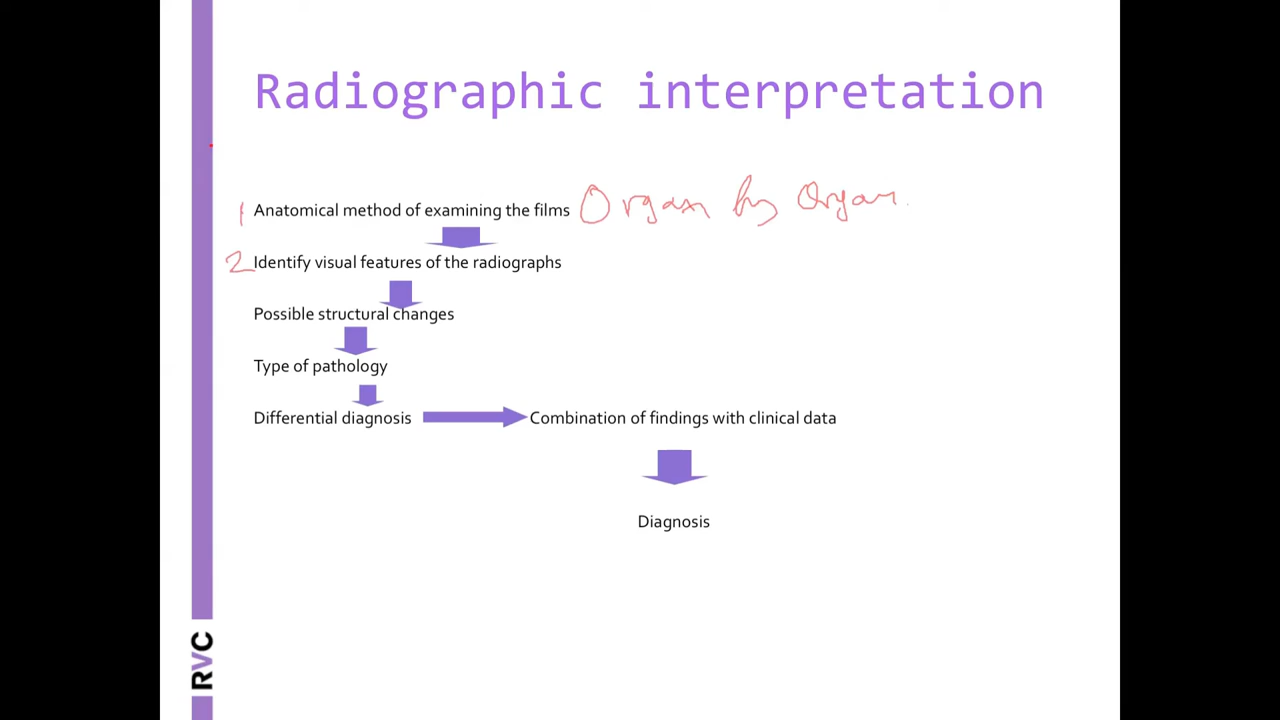 Radiographic interpretation
1 Anatomical method of examining the films Organ by Organ.
2 Identify visual features of the radiographs
Possible structural changes
Type of pathology
Differential diagnosis
Combination of findings with clinical data
Diagnosis
RVC